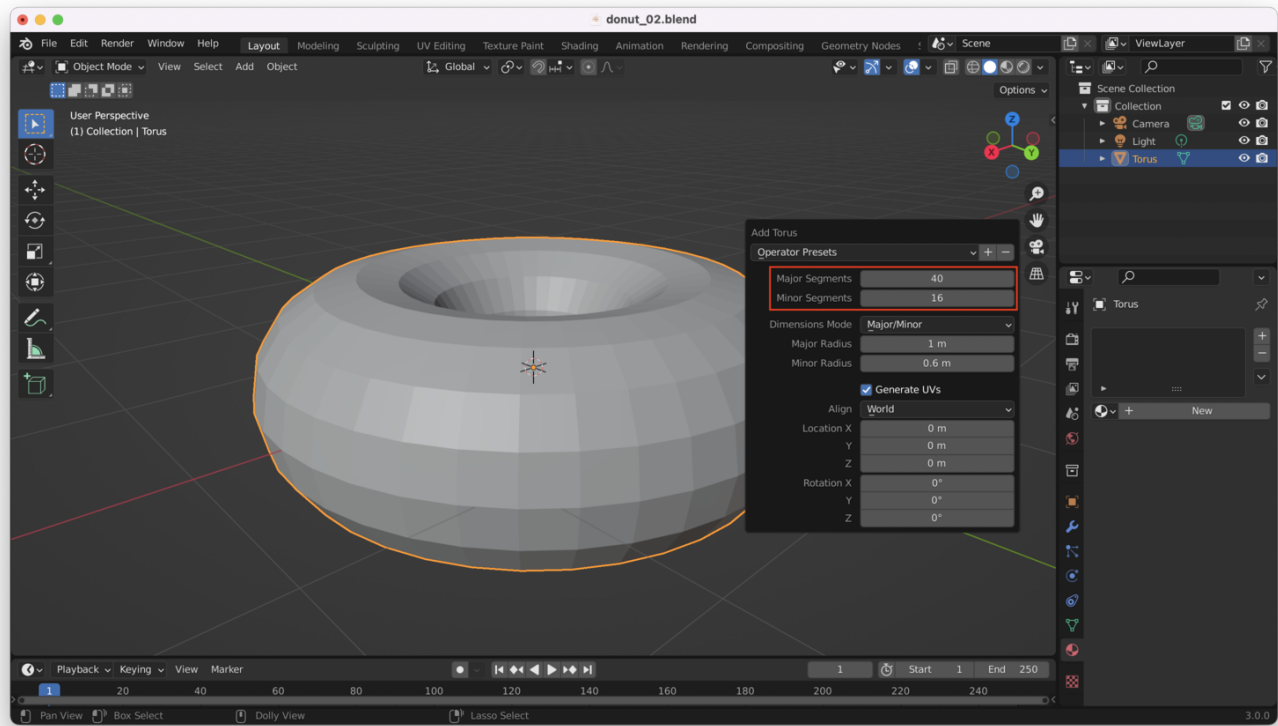 donut_02.blend
File Edit Render Window Help Layout Modeling Sculpting UV Editing Texture Paint Shading Animation Rendering Compositing Geometry Nodes Scene ViewLayer
Object Mode View Select Add Object Global
Options
User Perspective
(1) Collection | Torus
Z
X
Y
Scene Collection
Collection
Camera
Light
Torus
Add Torus
Operator Presets
Major Segments 40
Minor Segments 16
Dimensions Mode Major/Minor
Major Radius 1 m
Minor Radius 0.6 m
Generate UVs
Align World
Location X 0 m
Y 0 m
Z 0 m
Rotation X 0°
Y 0°
Z 0°
Torus
New
Playback Keying View Marker 1 Start 1 End 250
1 20 40 60 80 100 120 140 160 180 200 220 240
Pan View Box Select Dolly View Lasso Select 3.0.0